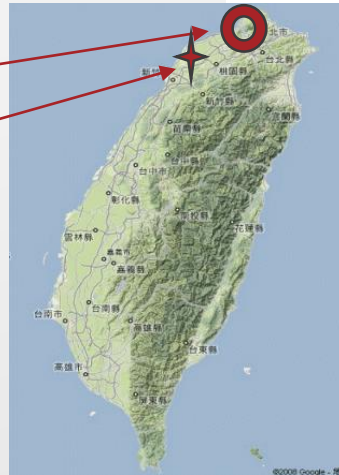 北市
台北縣
桃園縣
新竹縣
宜蘭縣
苗栗縣
台中縣
台中市
彰化縣
南投縣
花蓮縣
雲林縣
嘉義市
嘉義縣
台南縣
台南市
高雄縣
台東縣
高雄市
屏東縣
©2008 Google -